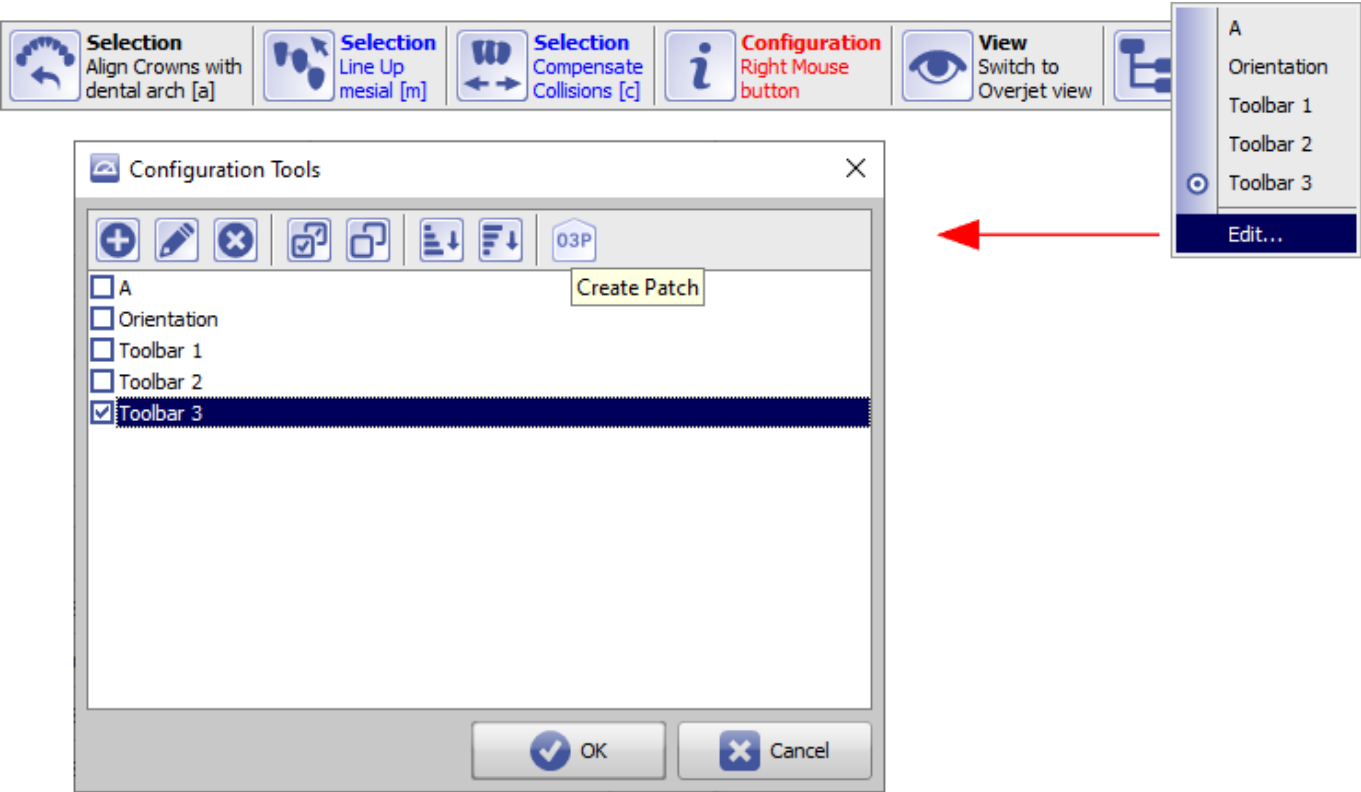 Selection
Align Crowns with
dental arch [a]
Selection
Line Up
mesial [m]
Selection
Compensate
Collisions [c]
Configuration
Right Mouse
button
View
Switch to
Overjet view
A
Orientation
Toolbar 1
Toolbar 2
Toolbar 3
Edit...
Configuration Tools
03P
Create Patch
A
Orientation
Toolbar 1
Toolbar 2
Toolbar 3
OK
Cancel